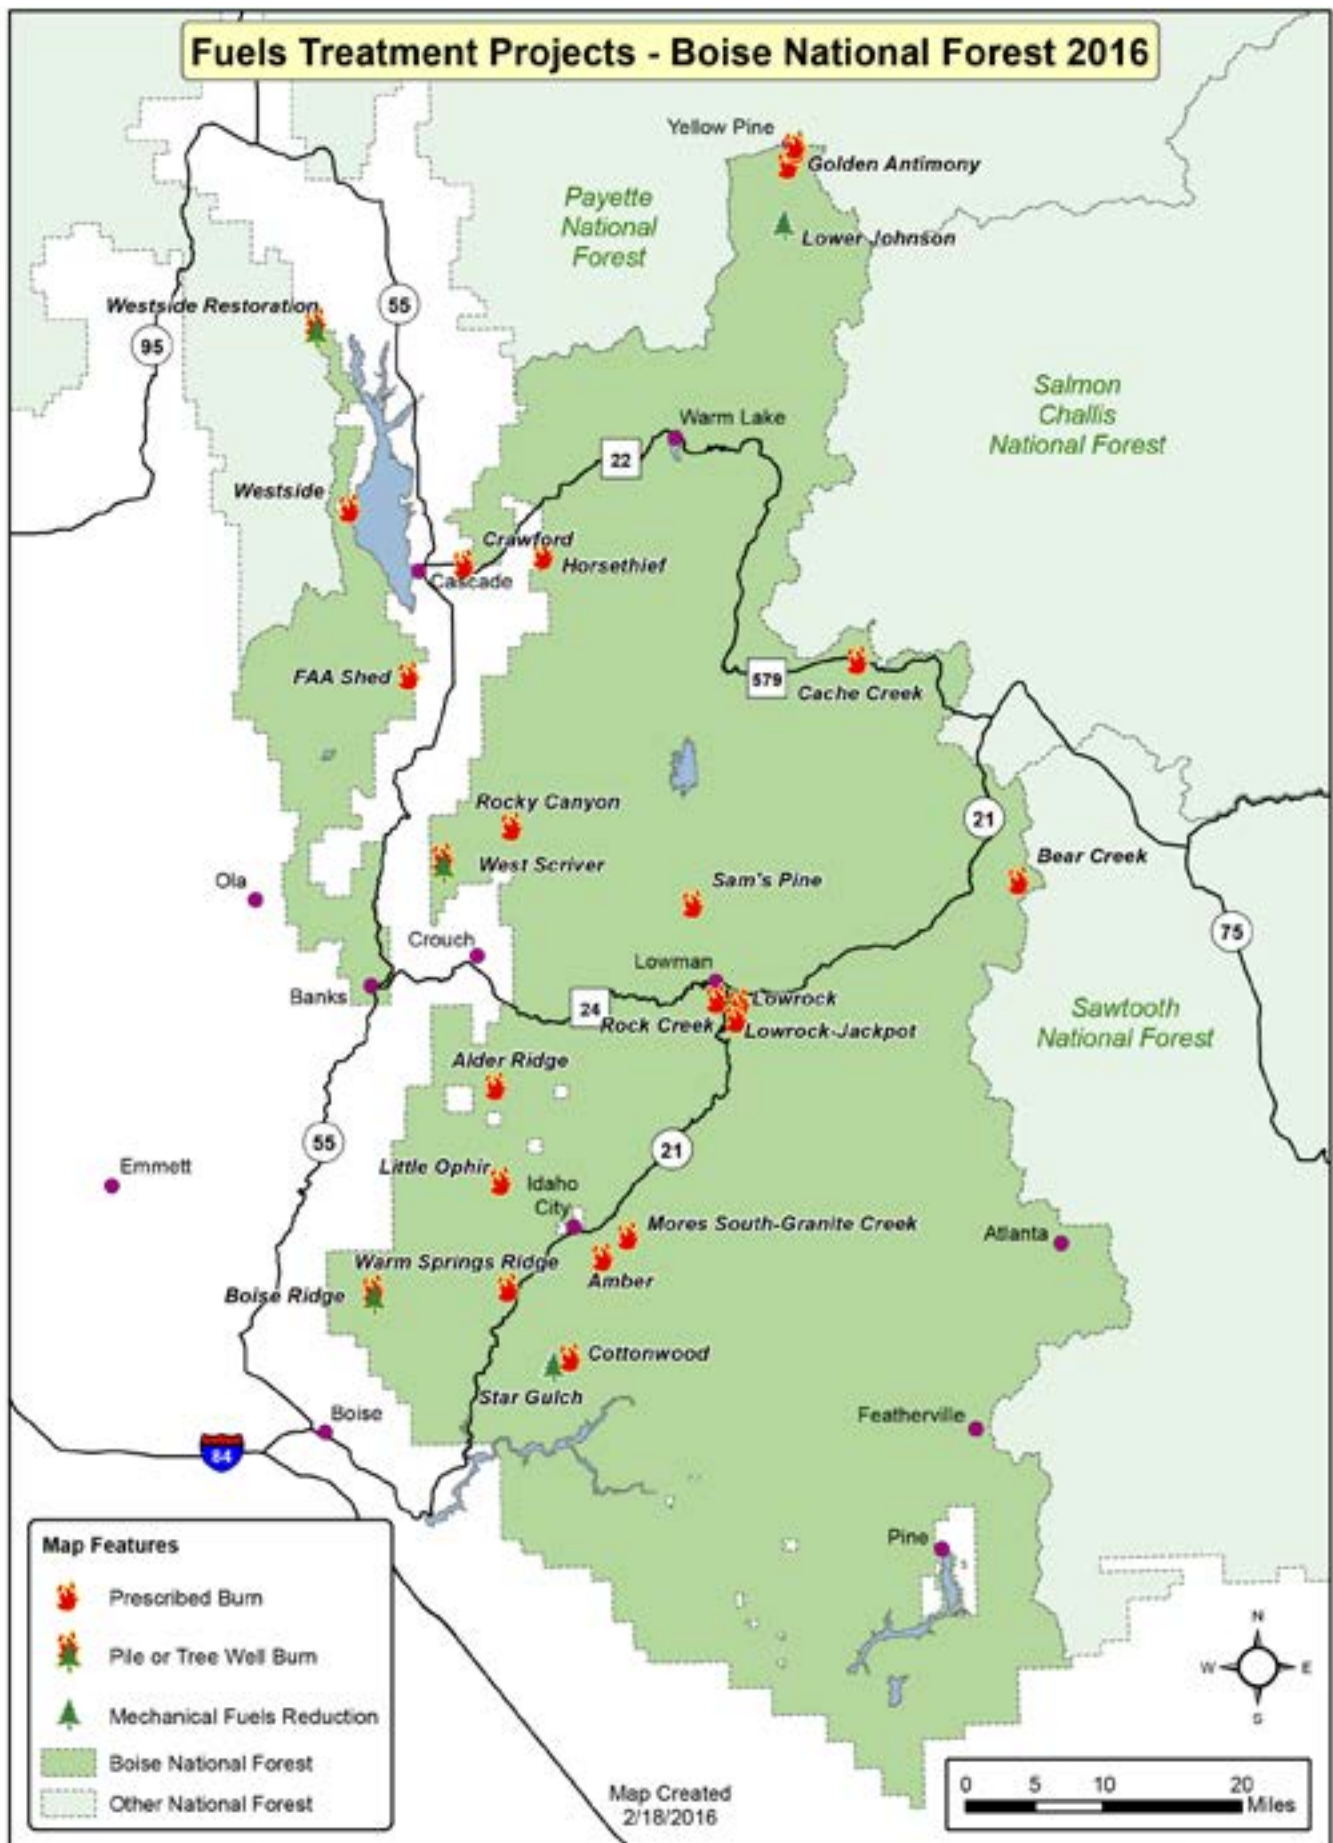 Fuels Treatment Projects - Boise National Forest 2016
Yellow Pine
Golden Antimony
Payette
National
Forest
Lower Johnson
Westside Restoration
55
95
Salmon
Challis
National Forest
Warm Lake
22
Westside
Crawford
Horsethief
Cascade
FAA Shed
579
Cache Creek
Rocky Canyon
21
West Scriver
Bear Creek
Ola
Sam's Pine
75
Crouch
Lowman
Banks
24
Lowrock
Rock Creek
Lowrock-Jackpot
Sawtooth
National Forest
Alder Ridge
55
21
Emmett
Little Ophir
Idaho
City
Mores South-Granite Creek
Atlanta
Warm Springs Ridge
Amber
Boise Ridge
Cottonwood
Star Gulch
Boise
Featherville
84
Pine
Map Features
Prescribed Burn
Pile or Tree Well Burn
Mechanical Fuels Reduction
Boise National Forest
Other National Forest
Map Created
2/18/2016
N
W E
S
0 5 10 20
Miles